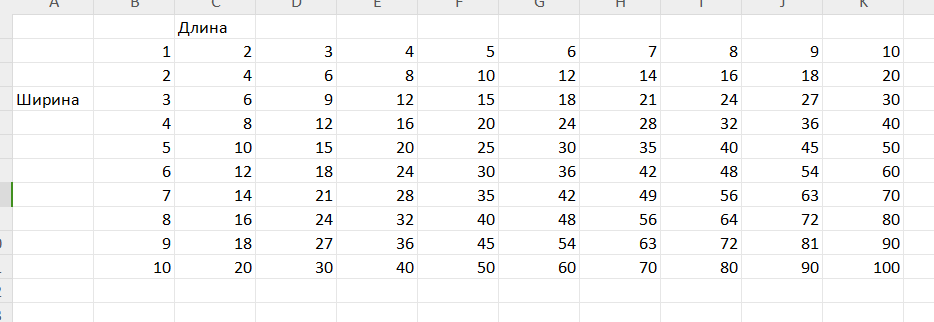 A B C D E F G H I J K
Длина
1 2 3 4 5 6 7 8 9 10
2 4 6 8 10 12 14 16 18 20
Ширина 3 6 9 12 15 18 21 24 27 30
4 8 12 16 20 24 28 32 36 40
5 10 15 20 25 30 35 40 45 50
6 12 18 24 30 36 42 48 54 60
7 14 21 28 35 42 49 56 63 70
8 16 24 32 40 48 56 64 72 80
9 18 27 36 45 54 63 72 81 90
10 20 30 40 50 60 70 80 90 100